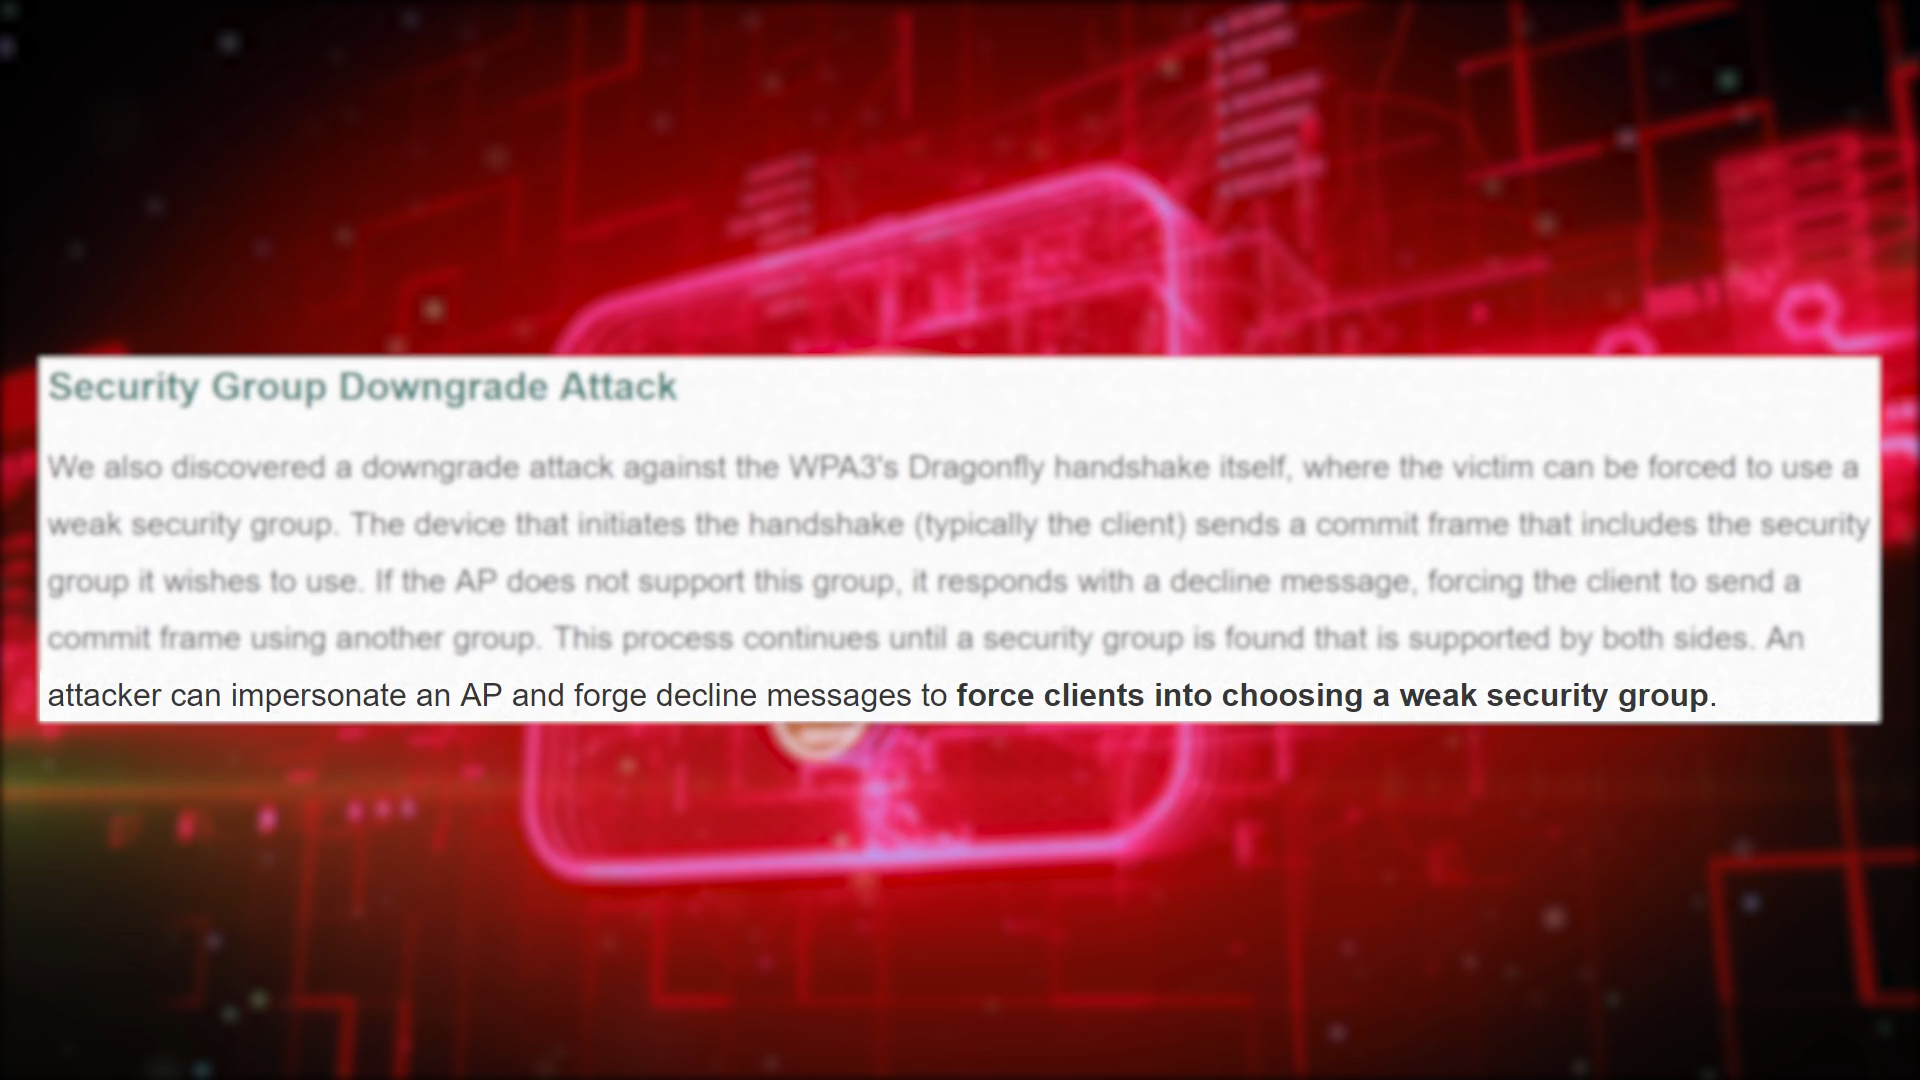 Security Group Downgrade Attack
We also discovered a downgrade attack against the WPA3's Dragonfly handshake itself, where the victim can be forced to use a
weak security group. The device that initiates the handshake (typically the client) sends a commit frame that includes the security
group it wishes to use. If the AP does not support this group, it responds with a decline message, forcing the client to send a
commit frame using another group. This process continues until a security group is found that is supported by both sides. An
attacker can impersonate an AP and forge decline messages to force clients into choosing a weak security group.